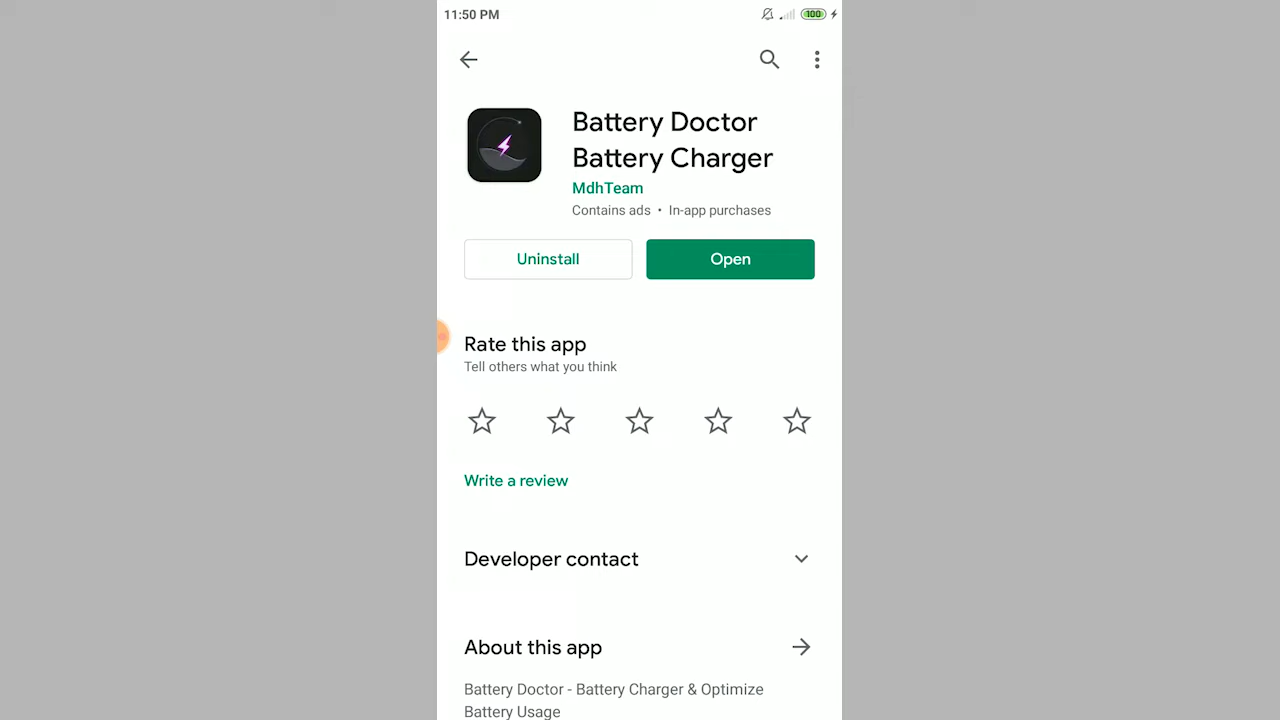 11:50 PM
100
Battery Doctor
Battery Charger
MdhTeam
Contains ads • In-app purchases
Uninstall
Open
Rate this app
Tell others what you think
Write a review
Developer contact
About this app
Battery Doctor - Battery Charger & Optimize
Battery Usage